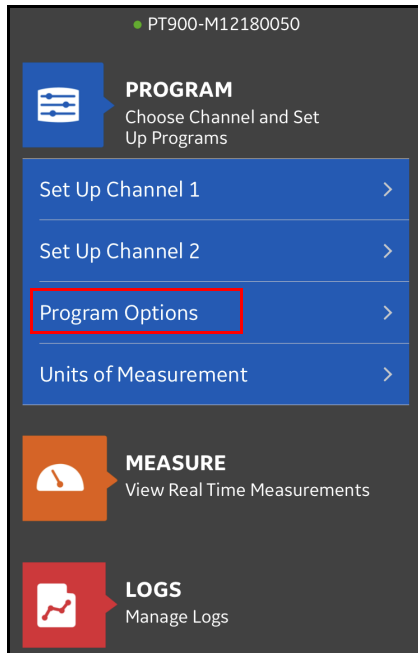 PT900-M12180050
PROGRAM
Choose Channel and Set
Up Programs
Set Up Channel 1
Set Up Channel 2
Program Options
Units of Measurement
MEASURE
View Real Time Measurements
LOGS
Manage Logs